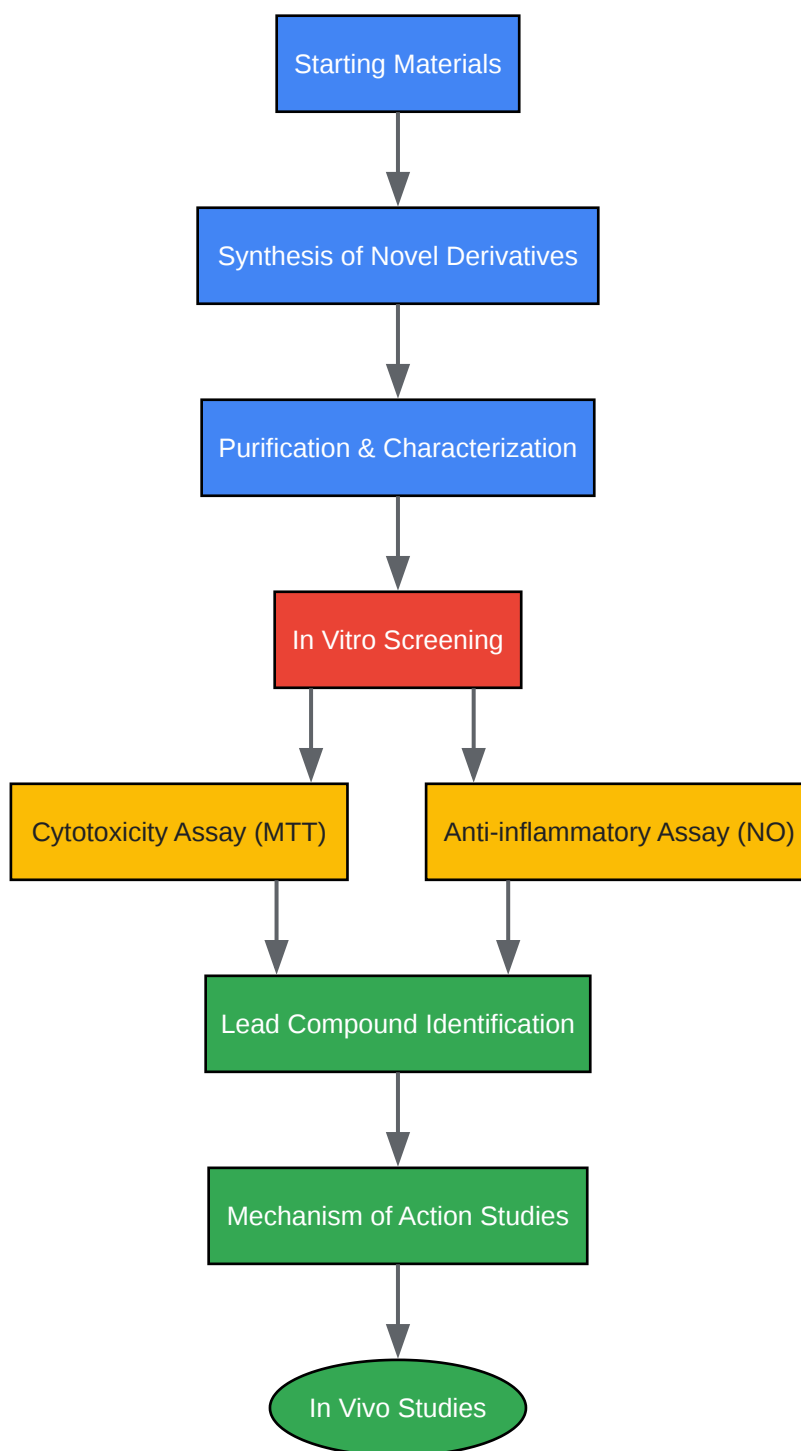 Starting Materials
Synthesis of Novel Derivatives
Purification & Characterization
In Vitro Screening
Cytotoxicity Assay (MTT)
Anti-inflammatory Assay (NO)
Lead Compound Identification
Mechanism of Action Studies
In Vivo Studies